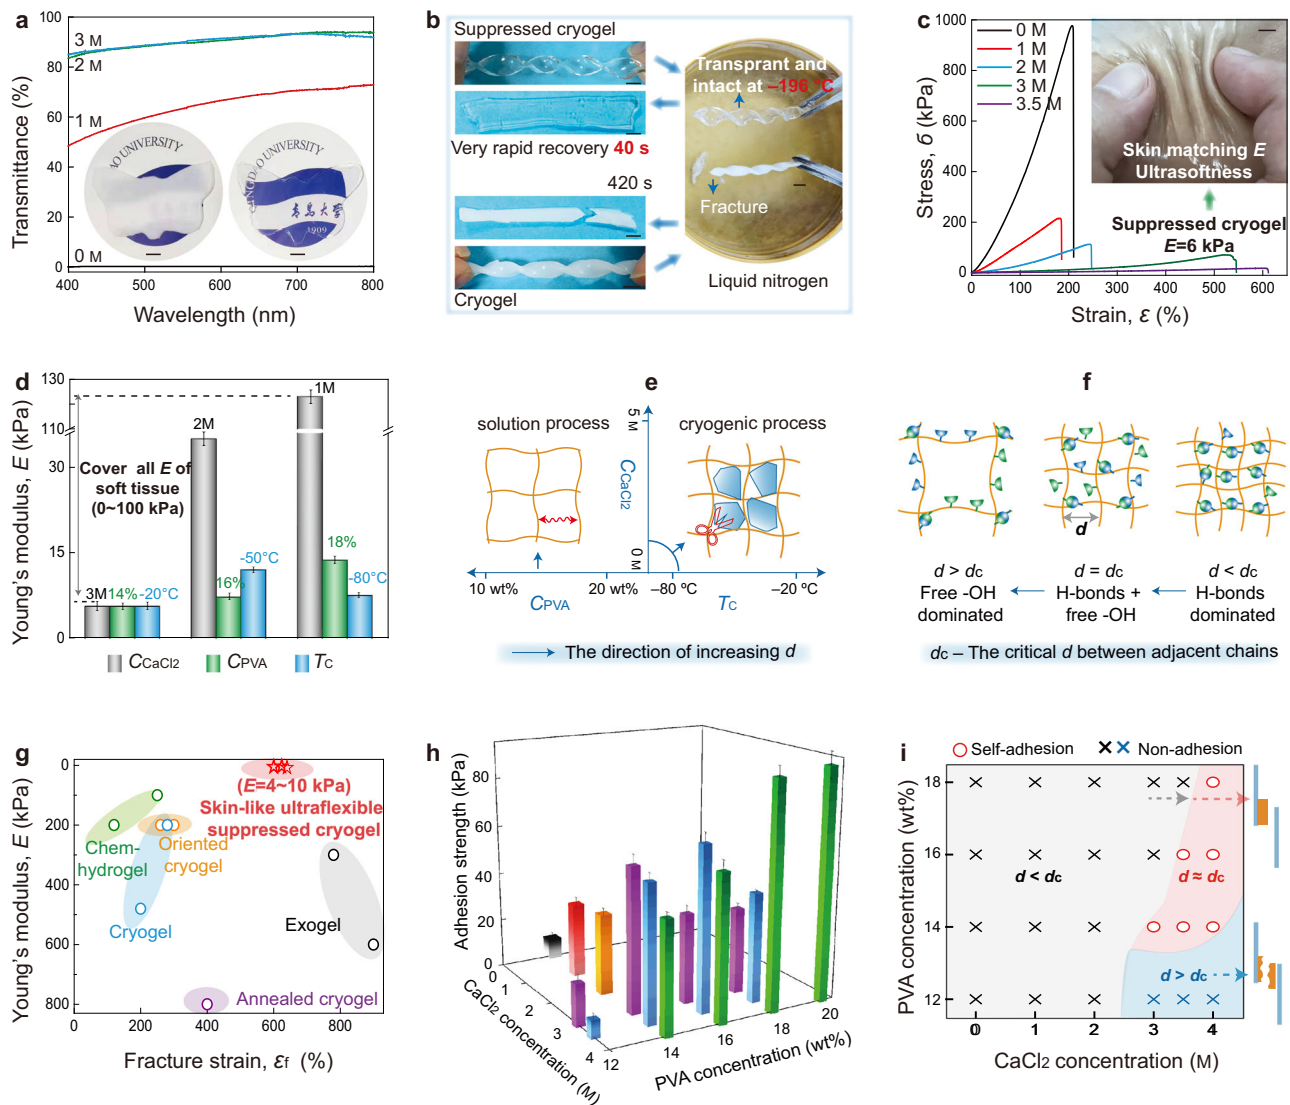 a
Transmittance (%)
100
80
60
40
20
0
3 M
2 M
1 M
0 M
AO UNIVERSITY
QINGDAO UNIVERSITY
青島大学
1909
400
500
600
700
800
Wavelength (nm)
b
Suppressed cryogel
Transprant and
intact at –196 °C
Very rapid recovery 40 s
420 s
Fracture
Liquid nitrogen
Cryogel
c
Stress, б (kPa)
1000
800
600
400
200
0
0 M
1 M
2 M
3 M
3.5 M
Skin matching E
Ultrasoftness
Suppressed cryogel
E=6 kPa
0
100
200
300
400
500
600
Strain, ε (%)
d
Young's modulus, E (kPa)
130
110
30
15
0
1M
2M
Cover all E of
soft tissue
(0~100 kPa)
3M
14%
-20°C
16%
-50°C
18%
-80°C
CCaCl2
CPVA
TC
e
solution process
cryogenic process
5 M
CCaCl2
0 M
10 wt%
20 wt%
–80 °C
–20 °C
CPVA
TC
The direction of increasing d
f
d
d > dc
d = dc
d < dc
Free -OH
dominated
H-bonds +
free -OH
H-bonds
dominated
dc – The critical d between adjacent chains
g
Young's modulus, E (kPa)
0
200
400
600
800
(E=4~10 kPa)
Skin-like ultraflexible
suppressed cryogel
Chem-
hydrogel
Oriented
cryogel
Cryogel
Exogel
Annealed cryogel
0
200
400
600
800
Fracture strain, εf (%)
h
Adhesion strength (kPa)
80
60
40
20
0
0
1
2
3
4
CaCl2 concentration (M)
12
14
16
18
20
PVA concentration (wt%)
i
Self-adhesion
Non-adhesion
PVA concentration (wt%)
18
16
14
12
d < dc
d ≈ dc
d > dc
0
1
2
3
4
CaCl2 concentration (M)